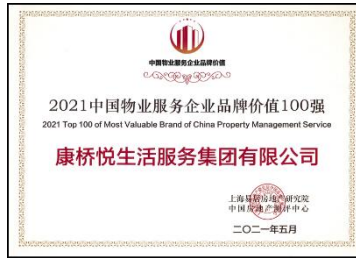 中国物业服务企业品牌价值
2021中国物业服务企业品牌价值100强
2021 Top 100 of Most Valuable Brand of China Property Management Service
康桥悦生活服务集团有限公司
上海易居房地产研究院
中国房地产测评中心
二〇二一年五月